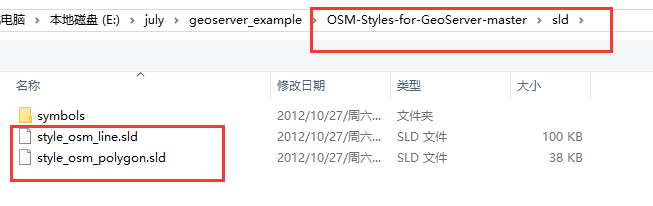 电脑 › 本地磁盘 (E:) › july › geoserver_example › OSM-Styles-for-GeoServer-master › sld ›
名称 修改日期 类型 大小
symbols 2012/10/27/周六... 文件夹
style_osm_line.sld 2012/10/27/周六... SLD 文件 100 KB
style_osm_polygon.sld 2012/10/27/周六... SLD 文件 38 KB